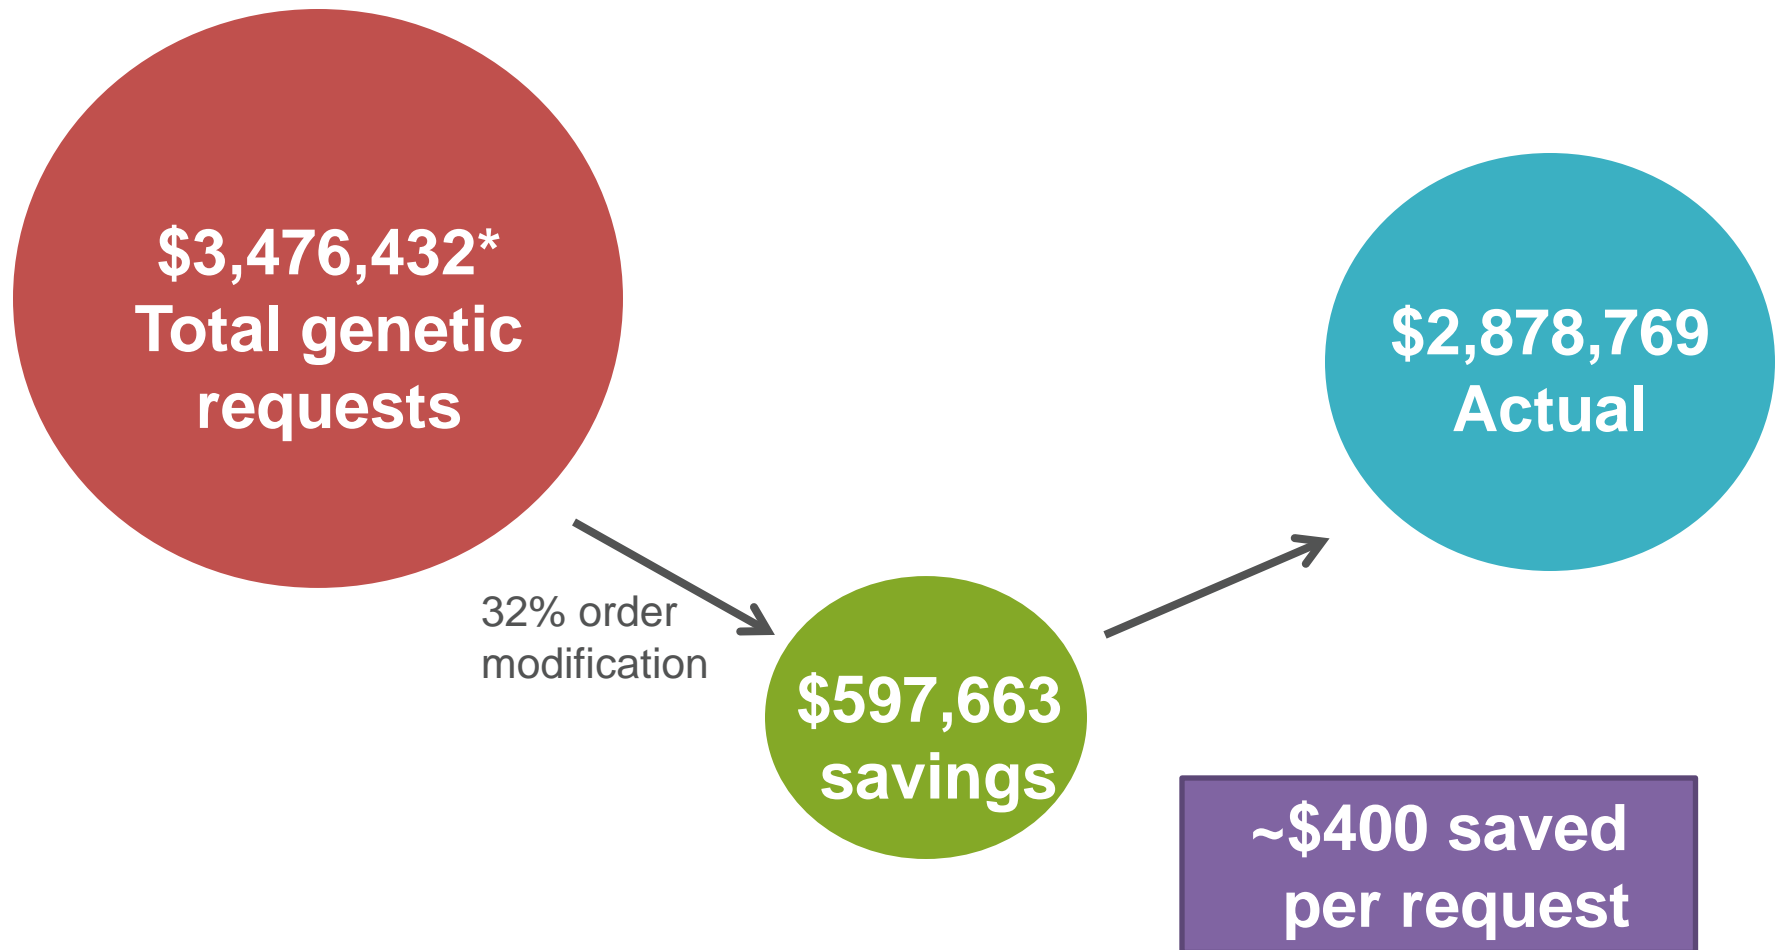 $3,476,432*
Total genetic
requests
$2,878,769
Actual
32% order
modification
$597,663
savings
~$400 saved
per request